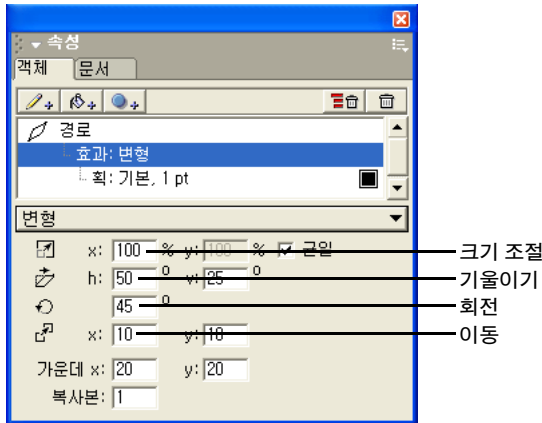 속성
객체 문서
경로
효과: 변형
획: 기본, 1 pt
변형
x: 100 % y: 100 % 균일 크기 조절
h: 50 º v: 25 º 기울이기
45 º 회전
x: 10 y: 10 이동
가운데 x: 20 y: 20
복사본: 1